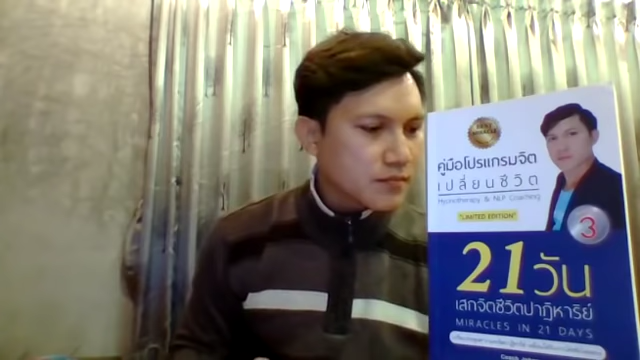 คู่มือโปรแกรมจิต
เปลี่ยนชีวิต
Hypnotherapy & NLP Coaching
"LIMITED EDITION"
3
21 วัน
เสกจิตชีวิตปาฏิหาริย์
MIRACLES IN 21 DAYS